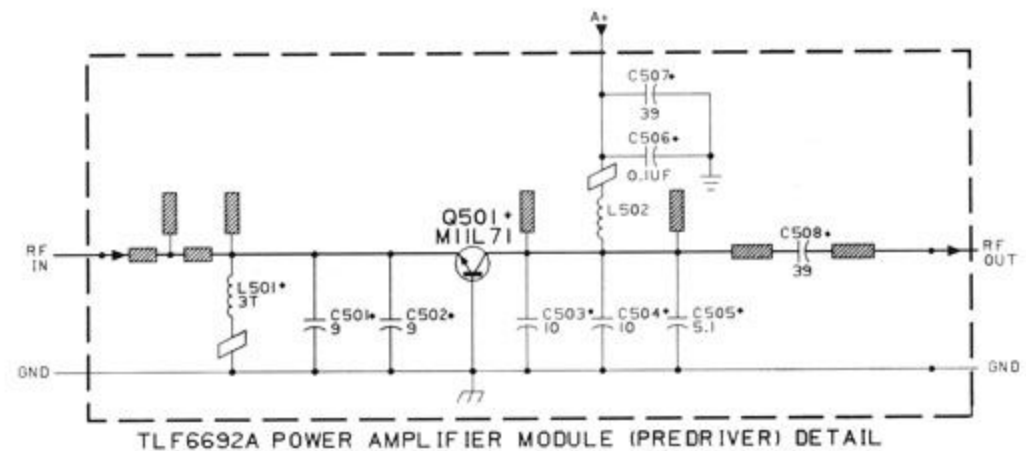 A+
C507*
39
C506*
0.1UF
L502
Q501*
M11L71
RF
IN
L501*
3T
C501*
9
C502*
9
C503*
10
C504*
10
C505*
5.1
C508*
39
RF
OUT
GND
GND
TLF6692A POWER AMPLIFIER MODULE (PREDRIVER) DETAIL